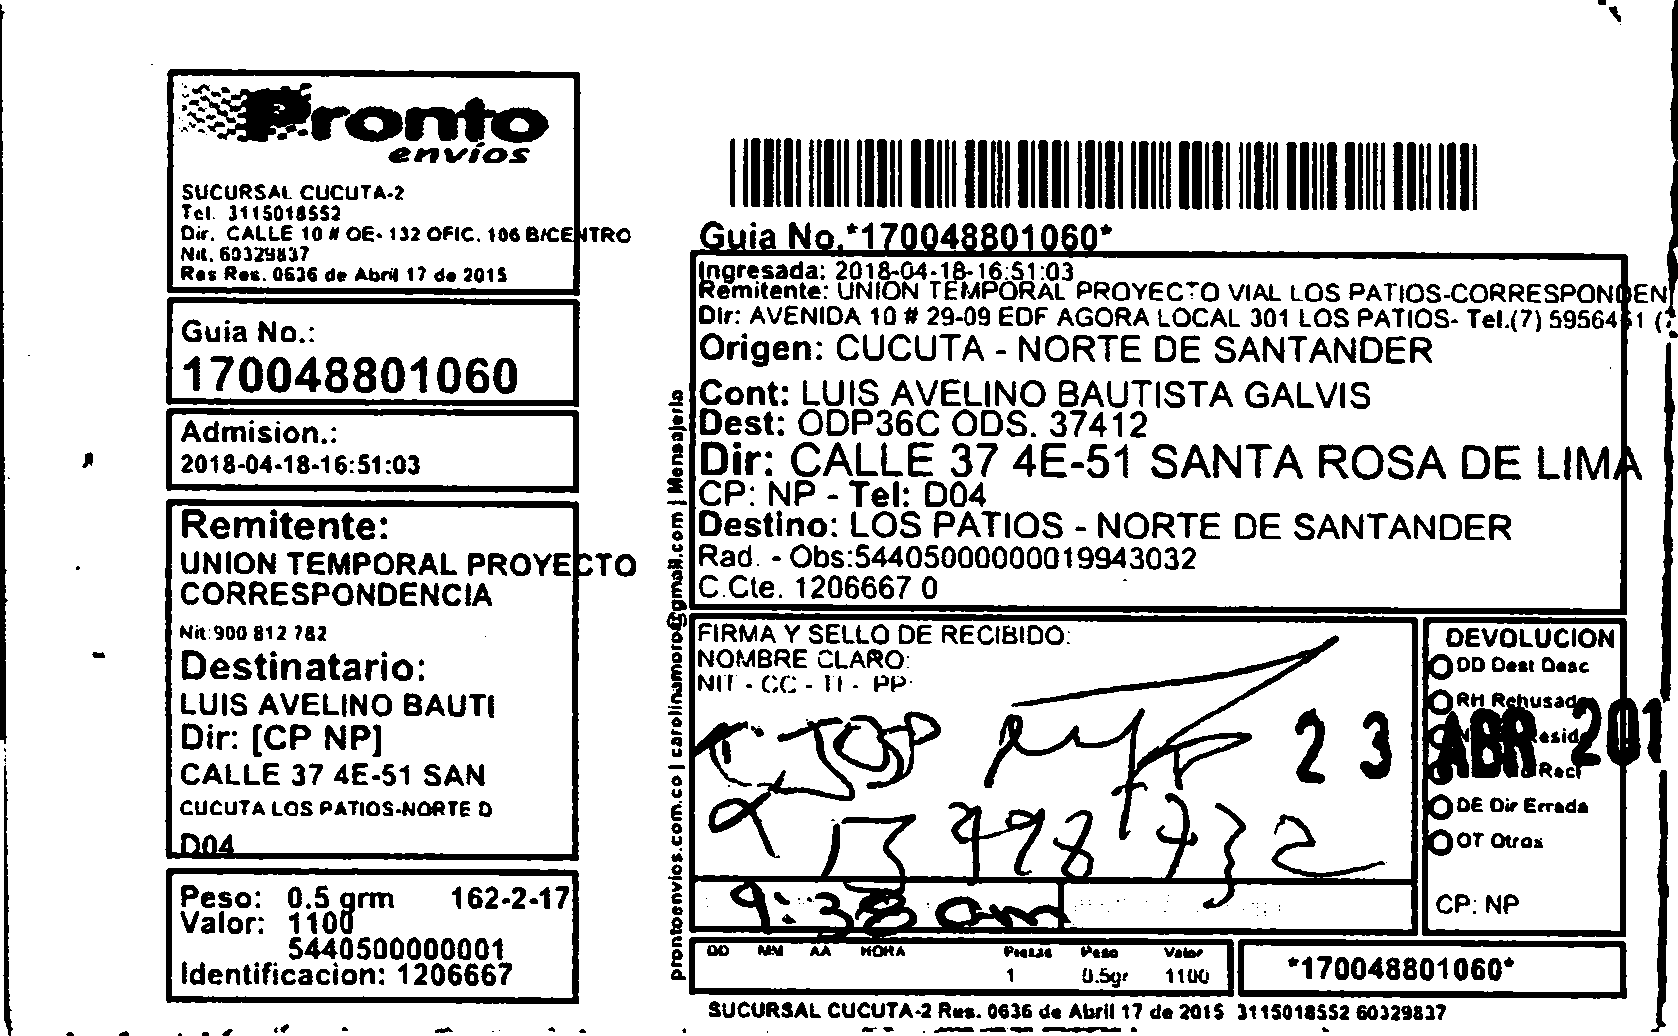 Pronto
envíos
SUCURSAL CUCUTA-2
Tel. 3115018552
Dir. CALLE 10 # OE- 132 OFIC. 106 B/CENTRO
Nit. 60329837
Res Res. 0636 de Abril 17 de 2015
Guia No.:
170048801060
Admision.:
2018-04-18-16:51:03
Remitente:
UNION TEMPORAL PROYECTO
CORRESPONDENCIA
Nit:900 812 782
Destinatario:
LUIS AVELINO BAUTI
Dir: [CP NP]
CALLE 37 4E-51 SAN
CUCUTA LOS PATIOS-NORTE D
D04
Peso: 0.5 grm 162-2-17
Valor: 1100
5440500000001
Identificacion: 1206667
prontoenvios.com.co | carolinamoro@gmail.com | Mensajeria
Guia No.*170048801060*
Ingresada: 2018-04-18-16:51:03
Remitente: UNION TEMPORAL PROYECTO VIAL LOS PATIOS-CORRESPONDEN
Dir: AVENIDA 10 # 29-09 EDF AGORA LOCAL 301 LOS PATIOS- Tel.(7) 5956461 (
Origen: CUCUTA - NORTE DE SANTANDER
Cont: LUIS AVELINO BAUTISTA GALVIS
Dest: ODP36C ODS. 37412
Dir: CALLE 37 4E-51 SANTA ROSA DE LIMA
CP: NP - Tel: D04
Destino: LOS PATIOS - NORTE DE SANTANDER
Rad. - Obs:54405000000019943032
C.Cte. 1206667 0
FIRMA Y SELLO DE RECIBIDO:
NOMBRE CLARO:
NIT - CC - TI - PP:
23 ABR 201
9:38 am
DEVOLUCION
DD Dest Desc
RH Rehusado
DE Dir Errada
OT Otros
CP: NP
DD MM AA HORA Piezas Peso Valor
1 0.5gr 1100
*170048801060*
SUCURSAL CUCUTA-2 Res. 0636 de Abril 17 de 2015 3115018552 60329837